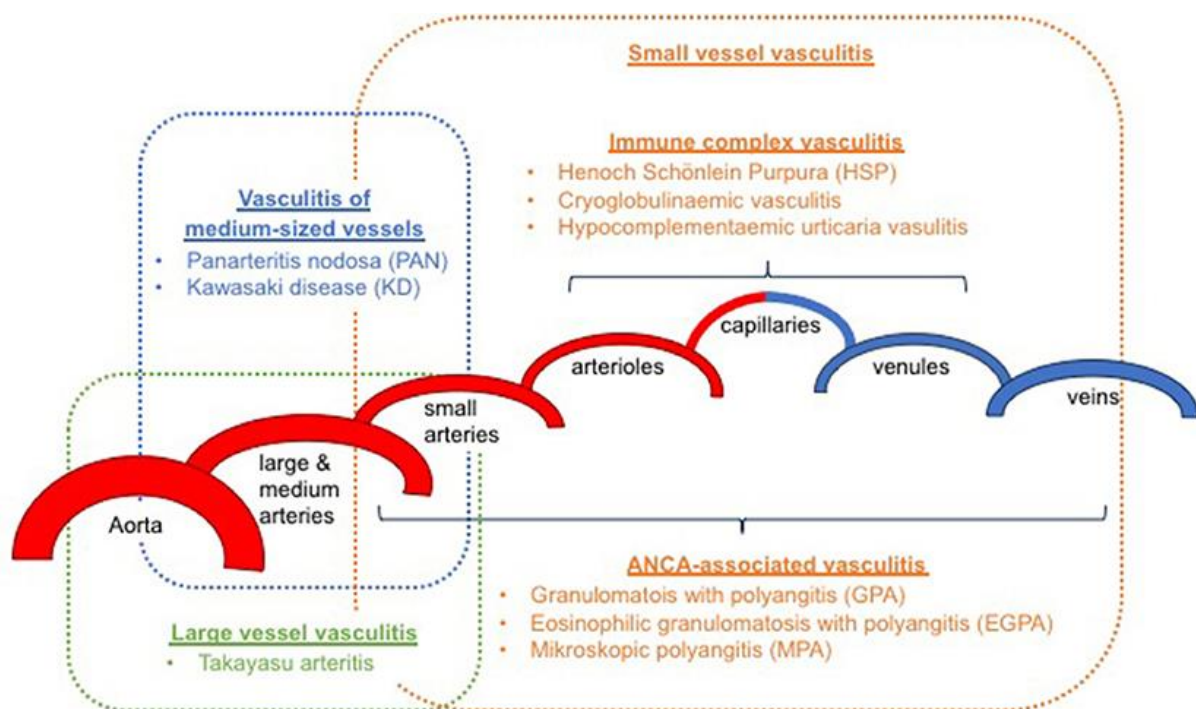 Small vessel vasculitis
Immune complex vasculitis
• Henoch Schönlein Purpura (HSP)
• Cryoglobulinaemic vasculitis
• Hypocomplementaemic urticaria vasulitis
Vasculitis of
medium-sized vessels
• Panarteritis nodosa (PAN)
• Kawasaki disease (KD)
capillaries
arterioles
venules
veins
small
arteries
large &
medium
arteries
Aorta
ANCA-associated vasculitis
• Granulomatois with polyangitis (GPA)
• Eosinophilic granulomatosis with polyangitis (EGPA)
• Mikroskopic polyangitis (MPA)
Large vessel vasculitis
• Takayasu arteritis